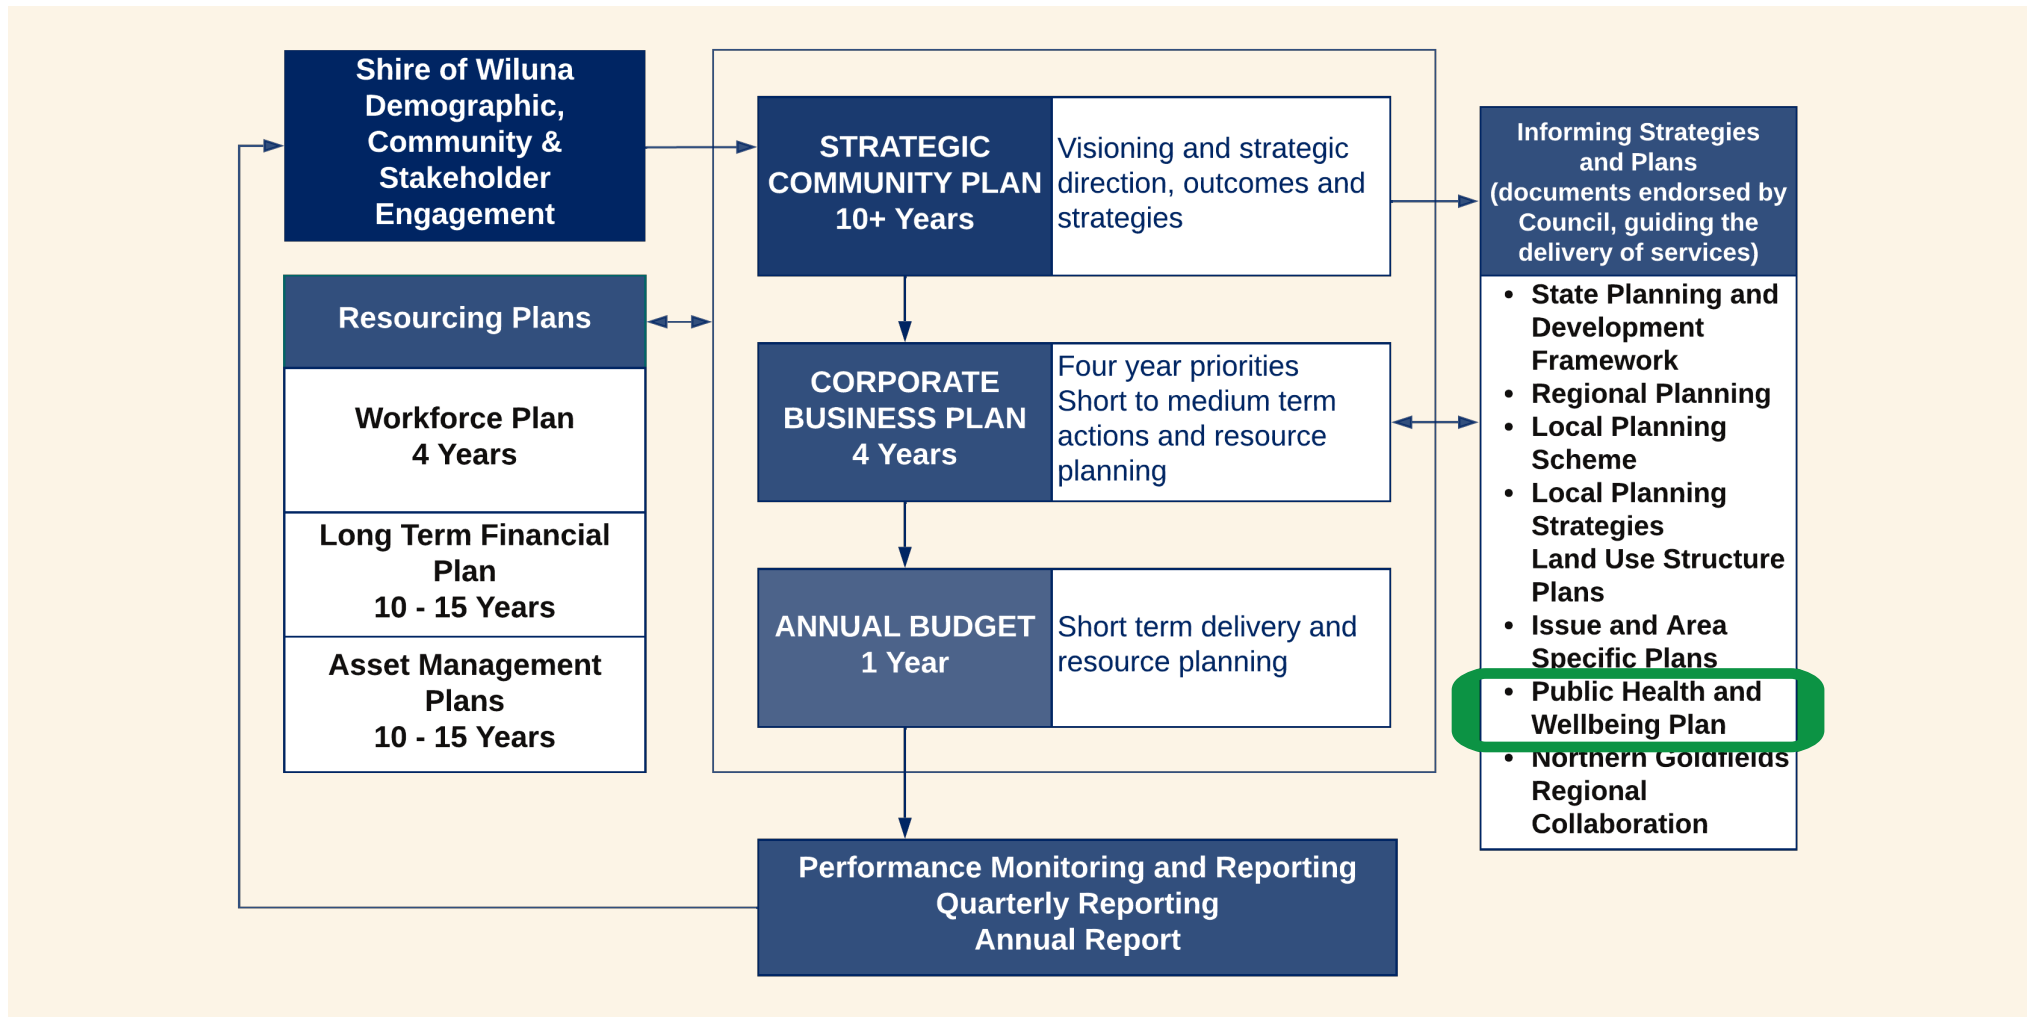 Shire of Wiluna
Demographic,
Community &
Stakeholder
Engagement
Resourcing Plans
Workforce Plan
4 Years
Long Term Financial
Plan
10 - 15 Years
Asset Management
Plans
10 - 15 Years
STRATEGIC
COMMUNITY PLAN
10+ Years
Visioning and strategic
direction, outcomes and
strategies
CORPORATE
BUSINESS PLAN
4 Years
Four year priorities
Short to medium term
actions and resource
planning
ANNUAL BUDGET
1 Year
Short term delivery and
resource planning
Performance Monitoring and Reporting
Quarterly Reporting
Annual Report
Informing Strategies
and Plans
(documents endorsed by
Council, guiding the
delivery of services)
• State Planning and
Development
Framework
• Regional Planning
• Local Planning
Scheme
• Local Planning
Strategies
Land Use Structure
Plans
• Issue and Area
Specific Plans
• Public Health and
Wellbeing Plan
• Northern Goldfields
Regional
Collaboration